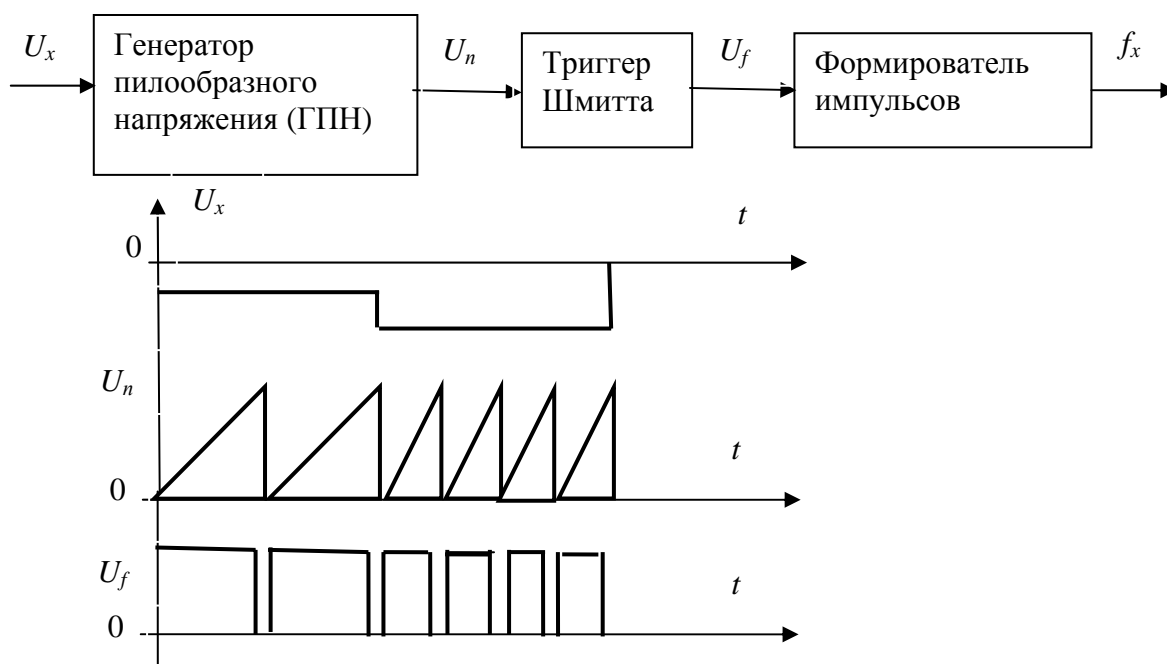 Uₓ
Генератор
пилообразного
напряжения (ГПН)
Uₙ
Триггер
Шмитта
U_f
Формирователь
импульсов
fₓ
Uₓ
t
0
Uₙ
t
0
U_f
t
0